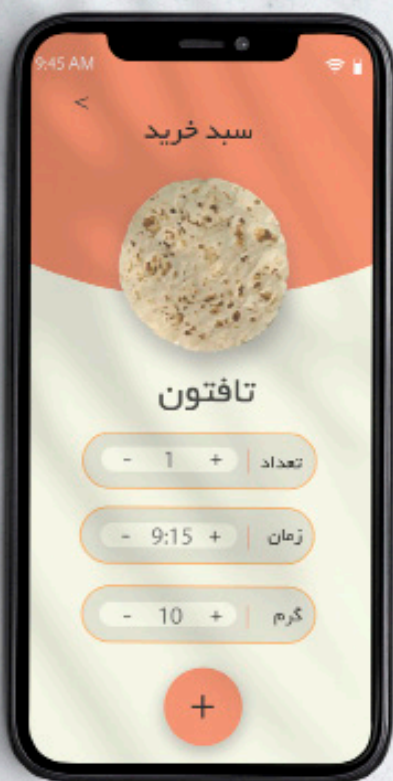 9:45 AM
<
سبد خرید
تافتون
تعداد + 1 -
زمان + 9:15 -
گرم + 10 -
+